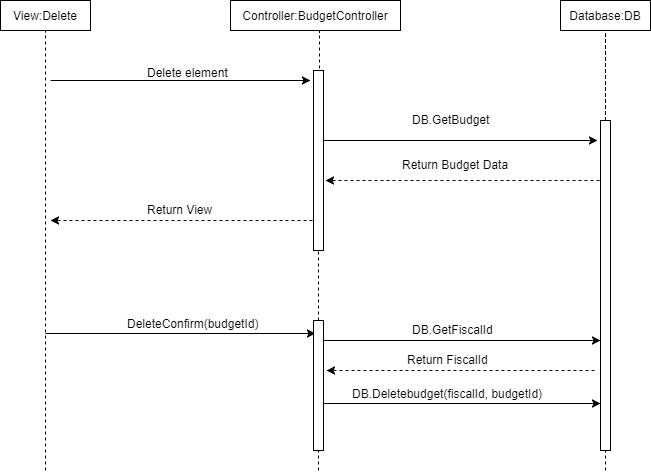 View:Delete
Controller:BudgetController
Database:DB
Delete element
DB.GetBudget
Return Budget Data
Return View
DeleteConfirm(budgetId)
DB.GetFiscalId
Return FiscalId
DB.Deletebudget(fiscalId, budgetId)